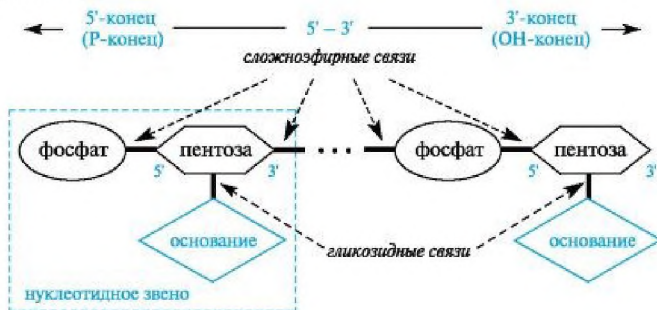 5′-конец
(Р-конец)
5′ – 3′
3′-конец
(ОН-конец)
сложноэфирные связи
фосфат
пентоза
5′
3′
...
фосфат
пентоза
5′
3′
основание
гликозидные связи
основание
нуклеотидное звено